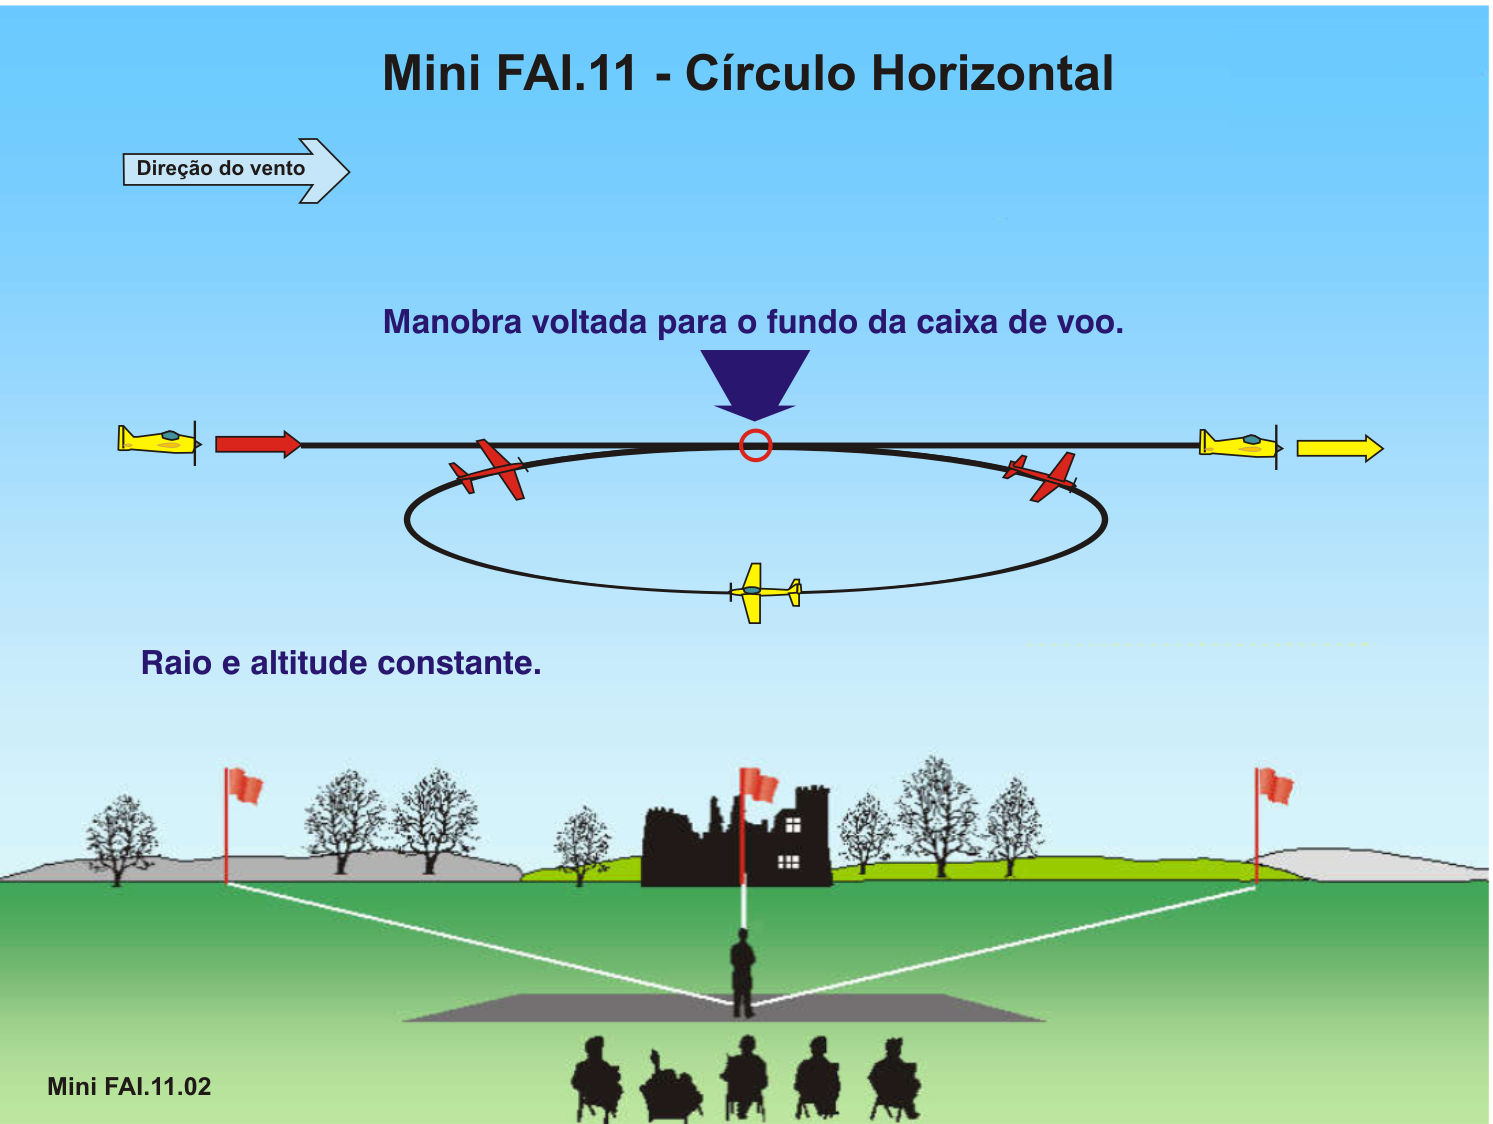 Mini FAI.11 - Círculo Horizontal
Direção do vento
Manobra voltada para o fundo da caixa de voo.
Raio e altitude constante.
Mini FAI.11.02